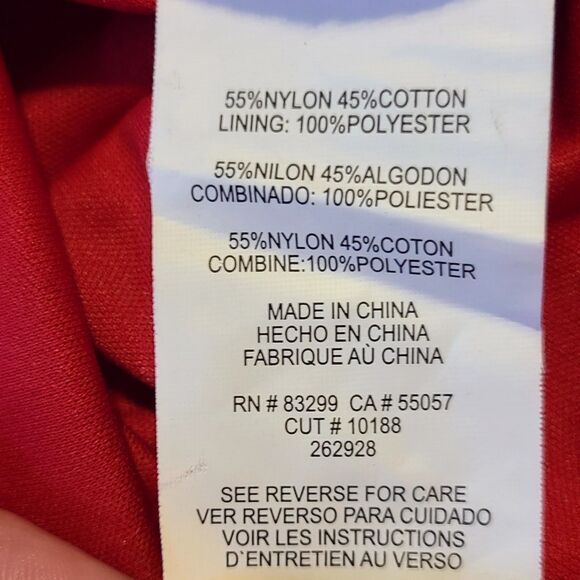 55%NYLON 45%COTTON
LINING: 100%POLYESTER
55%NILON 45%ALGODON
COMBINADO: 100%POLIESTER
55%NYLON 45%COTON
COMBINE:100%POLYESTER
MADE IN CHINA
HECHO EN CHINA
FABRIQUE AÙ CHINA
RN # 83299 CA # 55057
CUT # 10188
262928
SEE REVERSE FOR CARE
VER REVERSO PARA CUIDADO
VOIR LES INSTRUCTIONS
D`ENTRETIEN AU VERSO